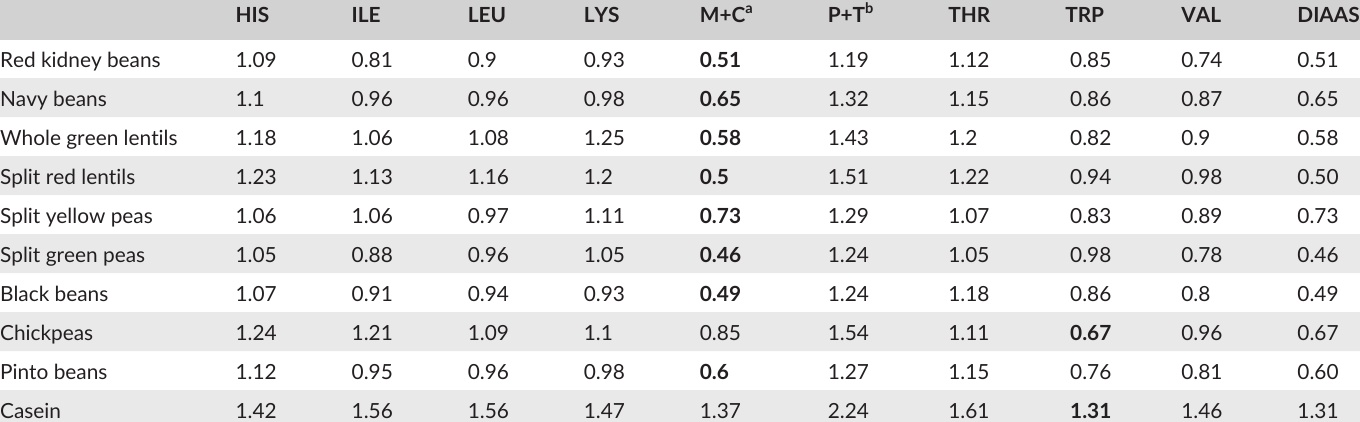 HIS ILE LEU LYS M+Cᵃ P+Tᵇ THR TRP VAL DIAAS
Red kidney beans 1.09 0.81 0.9 0.93 0.51 1.19 1.12 0.85 0.74 0.51
Navy beans 1.1 0.96 0.96 0.98 0.65 1.32 1.15 0.86 0.87 0.65
Whole green lentils 1.18 1.06 1.08 1.25 0.58 1.43 1.2 0.82 0.9 0.58
Split red lentils 1.23 1.13 1.16 1.2 0.5 1.51 1.22 0.94 0.98 0.50
Split yellow peas 1.06 1.06 0.97 1.11 0.73 1.29 1.07 0.83 0.89 0.73
Split green peas 1.05 0.88 0.96 1.05 0.46 1.24 1.05 0.98 0.78 0.46
Black beans 1.07 0.91 0.94 0.93 0.49 1.24 1.18 0.86 0.8 0.49
Chickpeas 1.24 1.21 1.09 1.1 0.85 1.54 1.11 0.67 0.96 0.67
Pinto beans 1.12 0.95 0.96 0.98 0.6 1.27 1.15 0.76 0.81 0.60
Casein 1.42 1.56 1.56 1.47 1.37 2.24 1.61 1.31 1.46 1.31